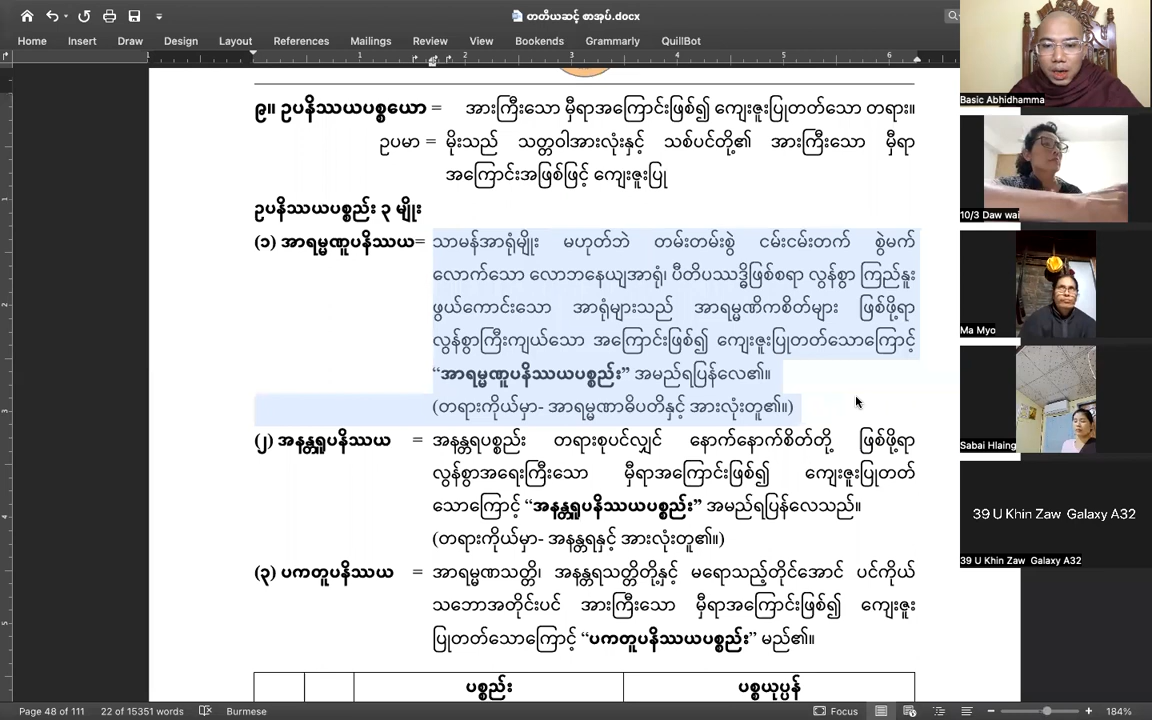 တတိယဆင့် စာအုပ်.docx
Home Insert Draw Design Layout References Mailings Review View Bookends Grammarly QuillBot
1 1 2 3 4 5 6
၉။ ဥပနိဿယပစ္စယော = အားကြီးသော မှီရာအကြောင်းဖြစ်၍ ကျေးဇူးပြုတတ်သော တရား။
ဥပမာ = မိုးသည် သတ္တဝါအားလုံးနှင့် သစ်ပင်တို့၏ အားကြီးသော မှီရာ
အကြောင်းအဖြစ်ဖြင့် ကျေးဇူးပြု
ဥပနိဿယပစ္စည်း ၃ မျိုး
(၁) အာရမ္မဏူပနိဿယ= သာမန်အာရုံမျိုး မဟုတ်ဘဲ တမ်းတမ်းစွဲ ငမ်းငမ်းတက် စွဲမက်
လောက်သော လောဘနေယျအာရုံ၊ ပီတိပဿဒ္ဓိဖြစ်စရာ လွန်စွာ ကြည်နူး
ဖွယ်ကောင်းသော အာရုံများသည် အာရမ္မဏိကစိတ်များ ဖြစ်ဖို့ရာ
လွန်စွာကြီးကျယ်သော အကြောင်းဖြစ်၍ ကျေးဇူးပြုတတ်သောကြောင့်
“အာရမ္မဏူပနိဿယပစ္စည်း” အမည်ရပြန်လေ၏။
(တရားကိုယ်မှာ- အာရမ္မဏာဓိပတိနှင့် အားလုံးတူ၏။)
(၂) အနန္တရူပနိဿယ = အနန္တရပစ္စည်း တရားစုပင်လျှင် နောက်နောက်စိတ်တို့ ဖြစ်ဖို့ရာ
လွန်စွာအရေးကြီးသော မှီရာအကြောင်းဖြစ်၍ ကျေးဇူးပြုတတ်
သောကြောင့် “အနန္တရူပနိဿယပစ္စည်း” အမည်ရပြန်လေသည်။
(တရားကိုယ်မှာ- အနန္တရနှင့် အားလုံးတူ၏။)
(၃) ပကတူပနိဿယ = အာရမ္မဏသတ္တိ၊ အနန္တရသတ္တိတို့နှင့် မရောသည့်တိုင်အောင် ပင်ကိုယ်
သဘောအတိုင်းပင် အားကြီးသော မှီရာအကြောင်းဖြစ်၍ ကျေးဇူး
ပြုတတ်သောကြောင့် “ပကတူပနိဿယပစ္စည်း” မည်၏။
ပစ္စည်း ပစ္စယုပ္ပန်
Page 48 of 111 22 of 15351 words Burmese Focus 184%
Basic Abhidhamma
10/3 Daw wai
Ma Myo
Sabai Hlaing
39 U Khin Zaw Galaxy A32
39 U Khin Zaw Galaxy A32